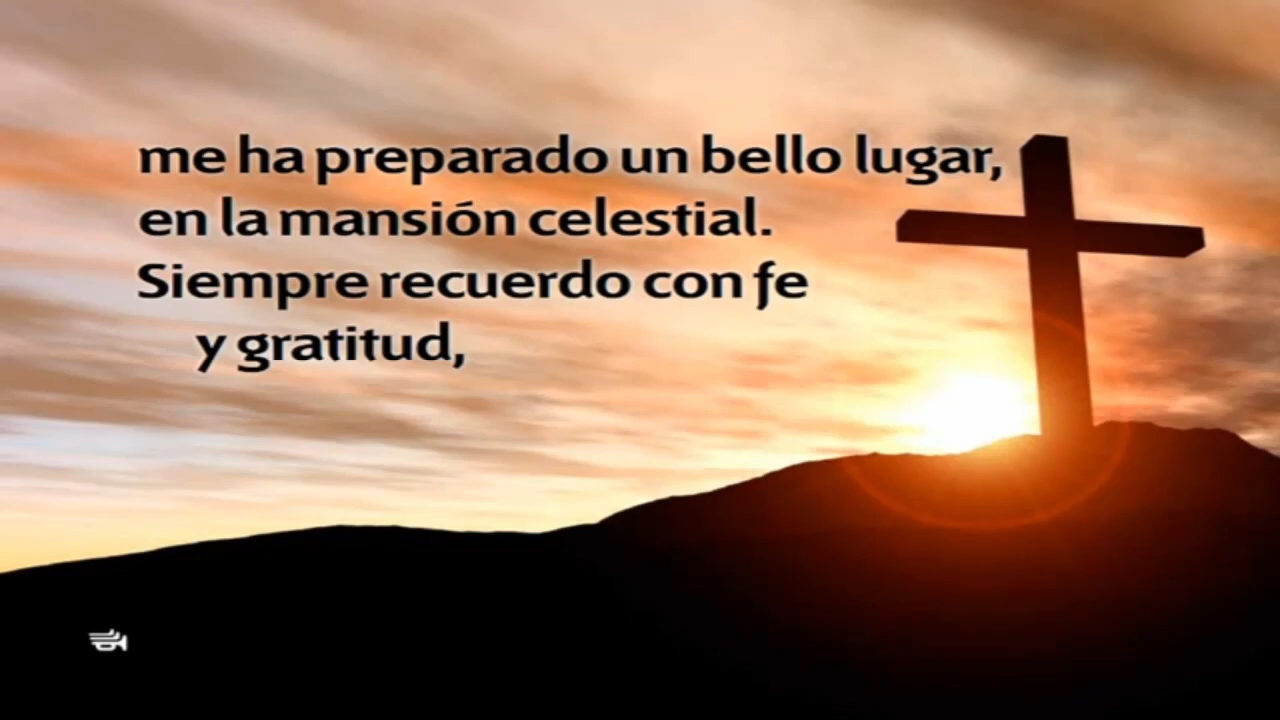 me ha preparado un bello lugar,
en la mansión celestial.
Siempre recuerdo con fe
y gratitud,